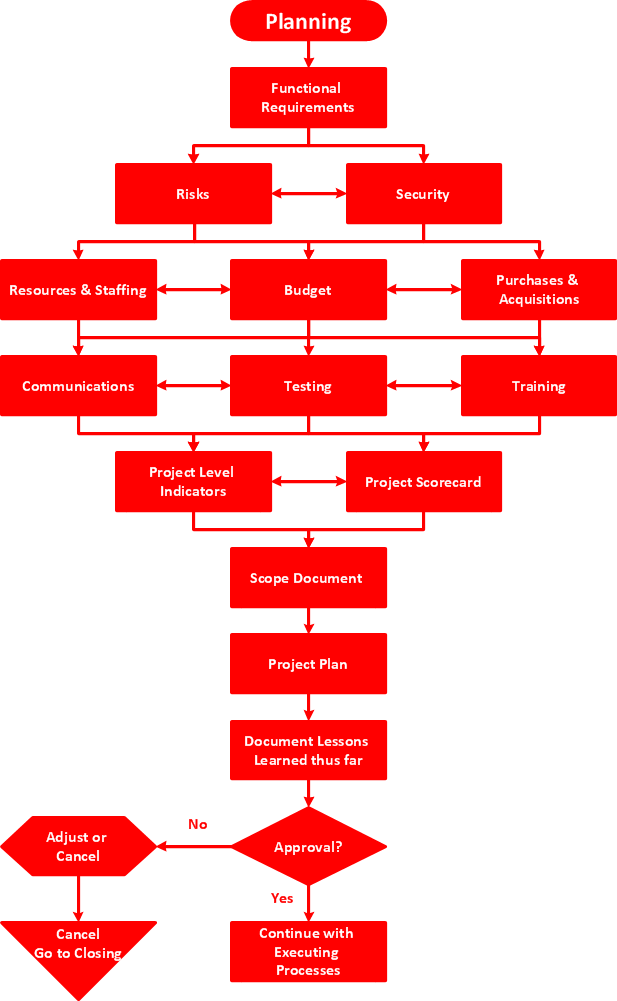 Planning
Functional
Requirements
Risks
Security
Resources & Staffing
Budget
Purchases &
Acquisitions
Communications
Testing
Training
Project Level
Indicators
Project Scorecard
Scope Document
Project Plan
Document Lessons
Learned thus far
No
Adjust or
Cancel
Approval?
Yes
Cancel
Go to Closing
Continue with
Executing
Processes